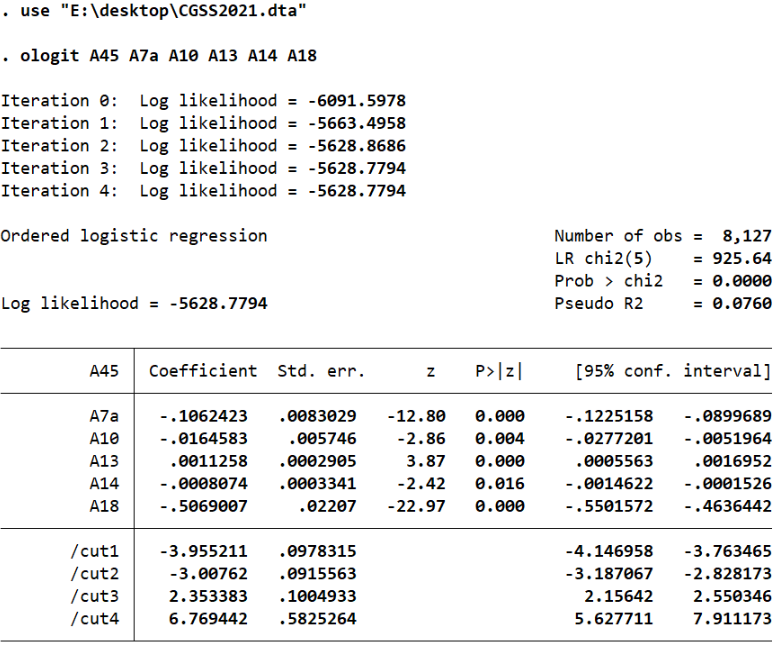 . use "E:\desktop\CGSS2021.dta"
. ologit A45 A7a A10 A13 A14 A18
Iteration 0:  Log likelihood = -6091.5978
Iteration 1:  Log likelihood = -5663.4958
Iteration 2:  Log likelihood = -5628.8686
Iteration 3:  Log likelihood = -5628.7794
Iteration 4:  Log likelihood = -5628.7794
Ordered logistic regression Number of obs = 8,127
LR chi2(5) = 925.64
Prob > chi2 = 0.0000
Log likelihood = -5628.7794 Pseudo R2 = 0.0760
A45 Coefficient Std. err. z P>|z| [95% conf. interval]
A7a -.1062423 .0083029 -12.80 0.000 -.1225158 -.0899689
A10 -.0164583 .005746 -2.86 0.004 -.0277201 -.0051964
A13 .0011258 .0002905 3.87 0.000 .0005563 .0016952
A14 -.0008074 .0003341 -2.42 0.016 -.0014622 -.0001526
A18 -.5069007 .02207 -22.97 0.000 -.5501572 -.4636442
/cut1 -3.955211 .0978315 -4.146958 -3.763465
/cut2 -3.00762 .0915563 -3.187067 -2.828173
/cut3 2.353383 .1004933 2.15642 2.550346
/cut4 6.769442 .5825264 5.627711 7.911173